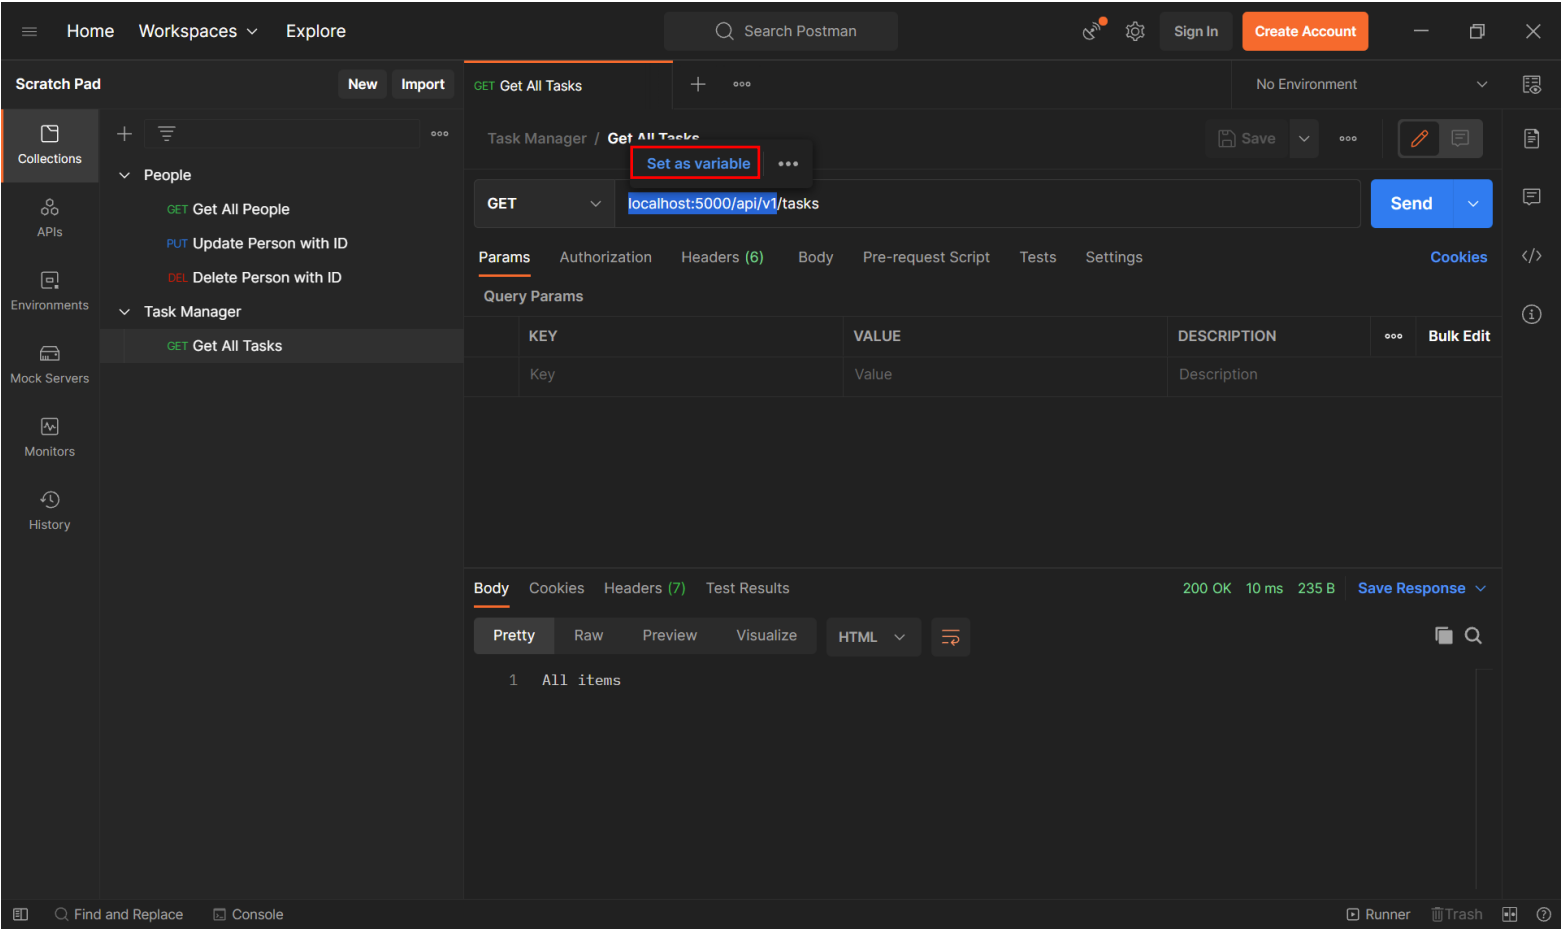 Home Workspaces Explore Search Postman Sign In Create Account
Scratch Pad New Import GET Get All Tasks No Environment
Collections
Task Manager / Get All Tasks Save
Set as variable
People
GET Get All People
PUT Update Person with ID
DEL Delete Person with ID
Task Manager
GET Get All Tasks
APIs
Environments
Mock Servers
Monitors
History
GET localhost:5000/api/v1/tasks Send
Params Authorization Headers (6) Body Pre-request Script Tests Settings Cookies
Query Params
KEY VALUE DESCRIPTION Bulk Edit
Key Value Description
Body Cookies Headers (7) Test Results 200 OK 10 ms 235 B Save Response
Pretty Raw Preview Visualize HTML
1 All items
Find and Replace Console Runner Trash